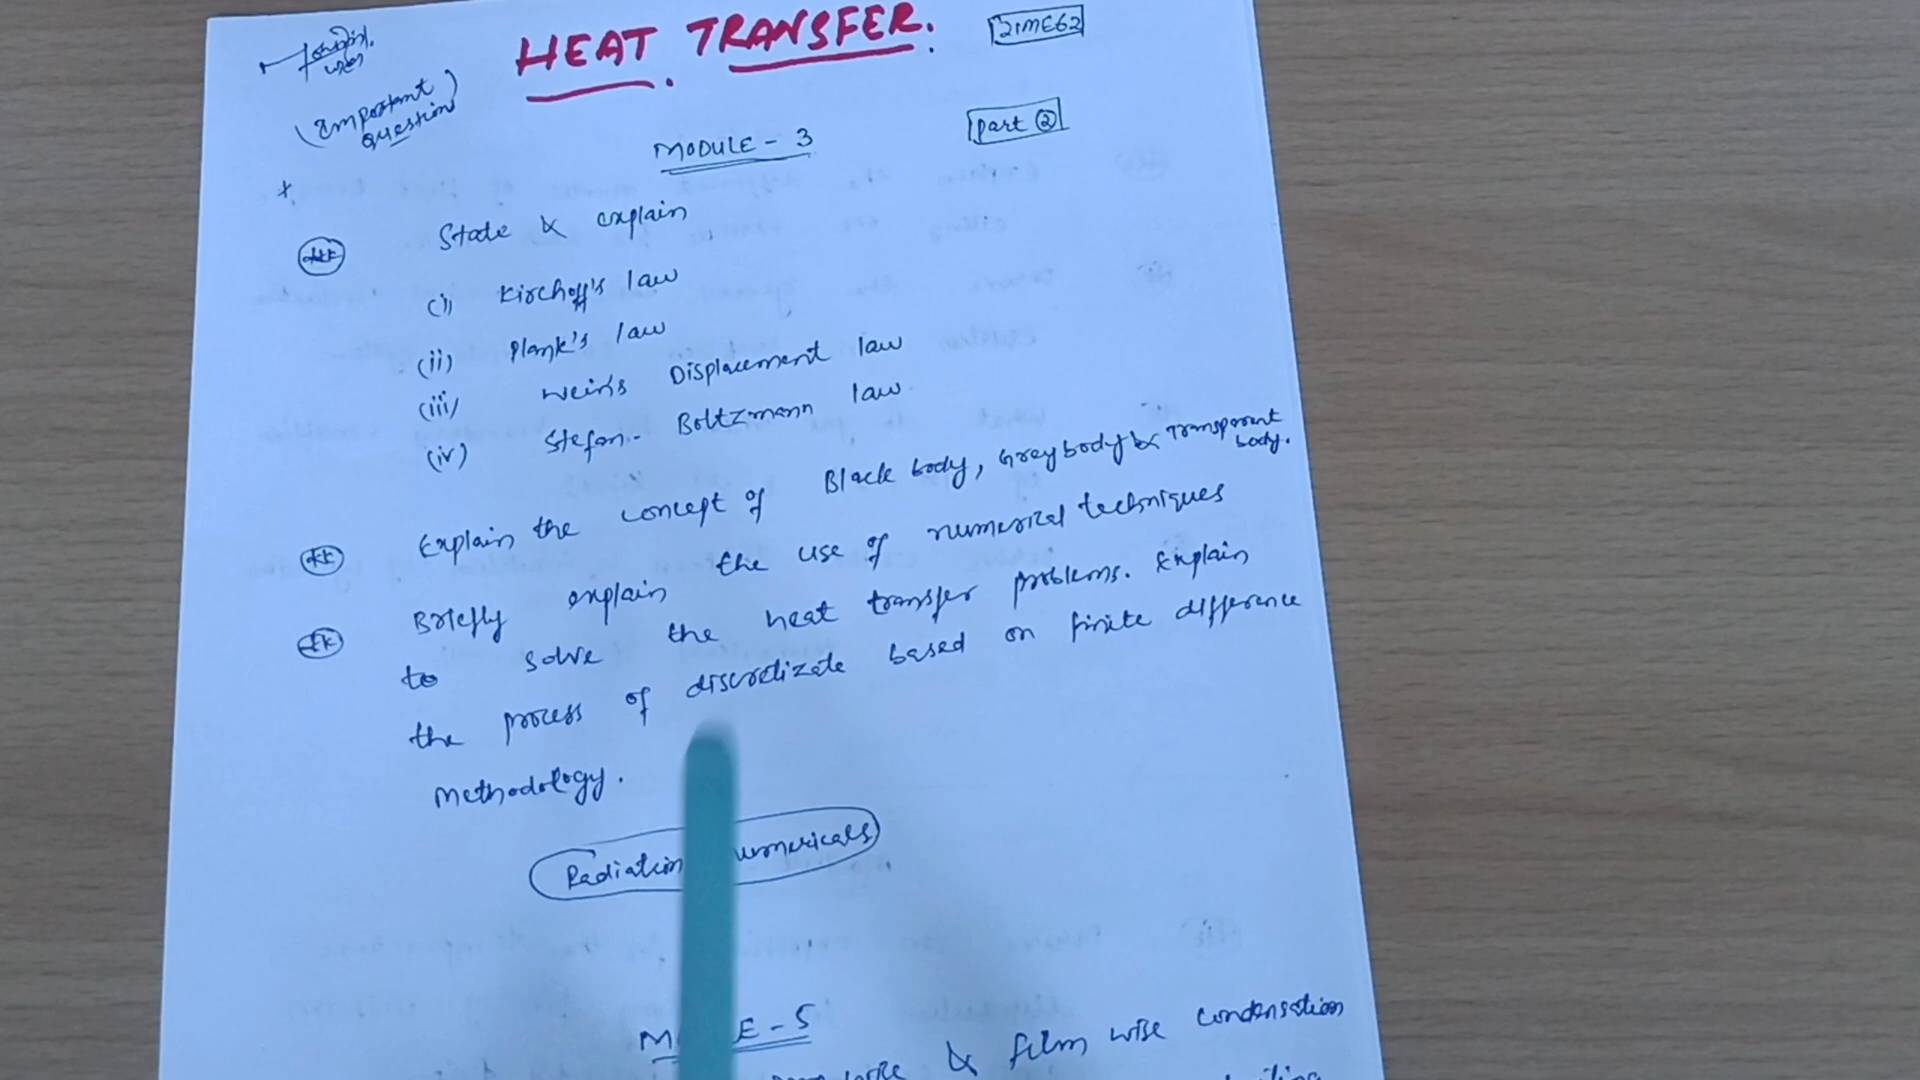 HEAT TRANSFER.
21ME62
(Important
Question)
MODULE - 3
Part ②
State & explain
(i) Kirchoff's law
(ii) Plank's law
(iii) Wein's Displacement law
(iv) Stefan - Boltzmann law
Explain the concept of Black body, Grey body & Transparent
body.
Briefly explain the use of numerical techniques
to solve the heat transfer problems. Explain
the process of discretizate based on finite difference
Methodology.
Radiation
- 5
& film wise condensation